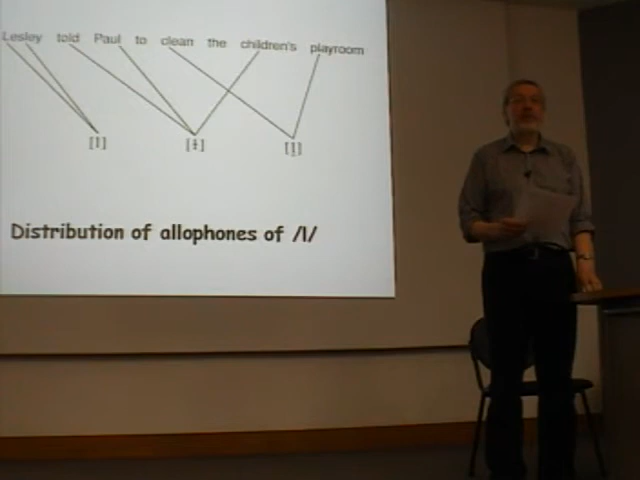 Lesley told Paul to clean the children's playroom
[l] [ɫ] [l̥]
Distribution of allophones of /l/